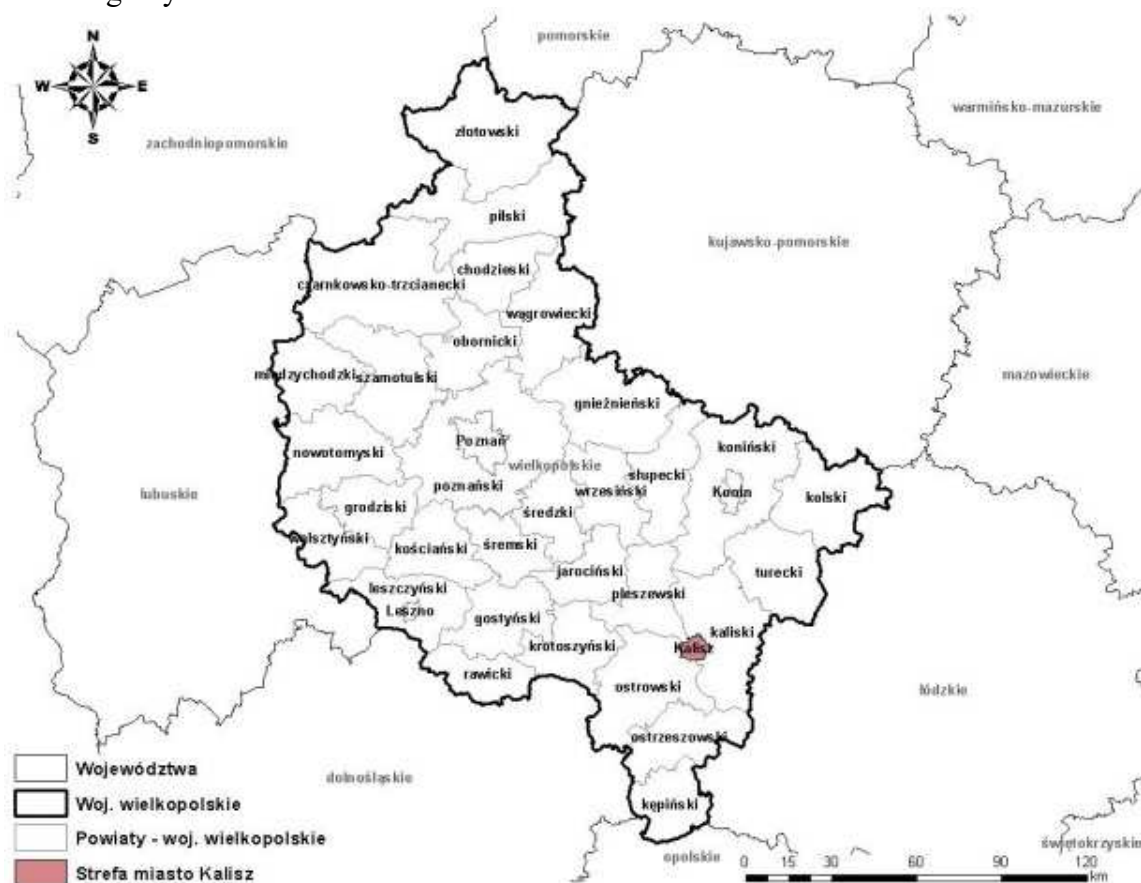 pomorskie
N
W E
S
warmińsko-mazurskie
złotowski
zachodniopomorskie
pilski
kujawsko-pomorskie
chodzieski
czarnkowsko-trzcianecki
wągrowiecki
obornicki
międzychodzki szamotulski
mazowieckie
gnieźnieński
Poznań
koniński
nowotomyski
wielkopolskie
słupecki
lubuskie
poznański
wrzesiński
Konin
kolski
grodziski
średzki
wolsztyński
kościański
śremski
jarociński
turecki
leszczyński
pleszewski
Leszno
gostyński
kaliski
krotoszyński
Kalisz
rawicki
ostrowski
łódzkie
ostrzeszowski
dolnośląskie
kępiński
świętokrzyskie
opolskie
Województwa
Woj. wielkopolskie
Powiaty - woj. wielkopolskie
Strefa miasto Kalisz
0 15 30 60 90 120
km